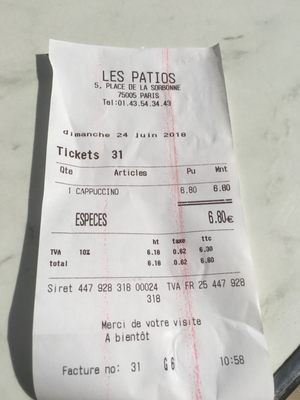 LES PATIOS
5, PLACE DE LA SORBONNE
75005 PARIS
Tel:01.43.54.34.43
dimanche 24 juin 2018
Tickets 31
Qte Articles Pu Mnt
1 CAPPUCCINO 6.80 6.80
ESPECES 6.80€
ht taxe ttc
TVA 10% 6.18 0.62 6.80
total 6.18 0.62 6.80
Siret 447 928 318 00024 TVA FR 25 447 928
318
Merci de votre visite
A bientôt
Facture no: 31 G6 10:58